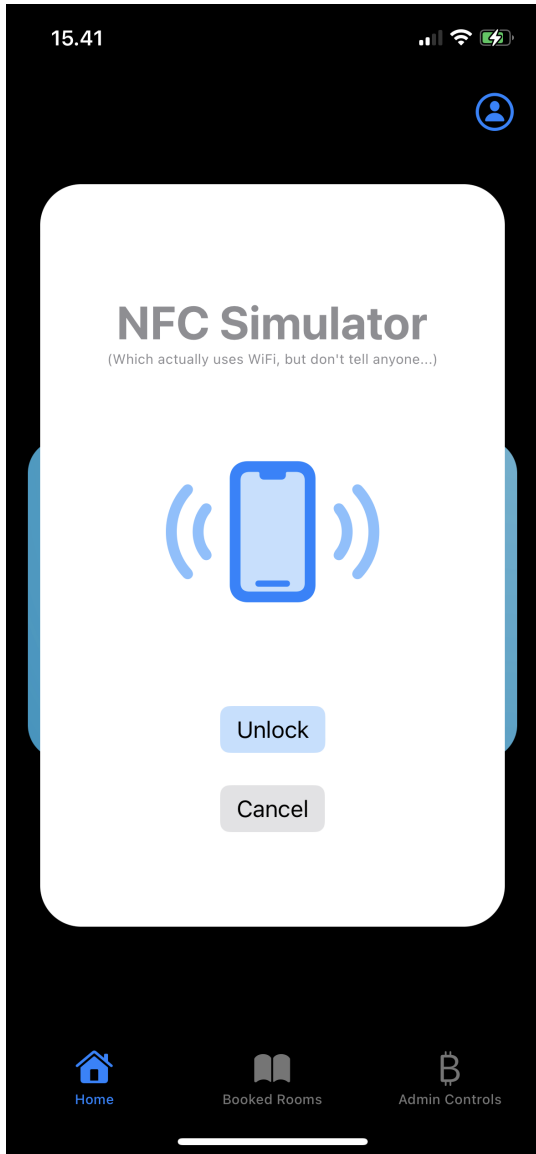 15.41
NFC Simulator
(Which actually uses WiFi, but don't tell anyone...)
Unlock
Cancel
Home
Booked Rooms
Admin Controls